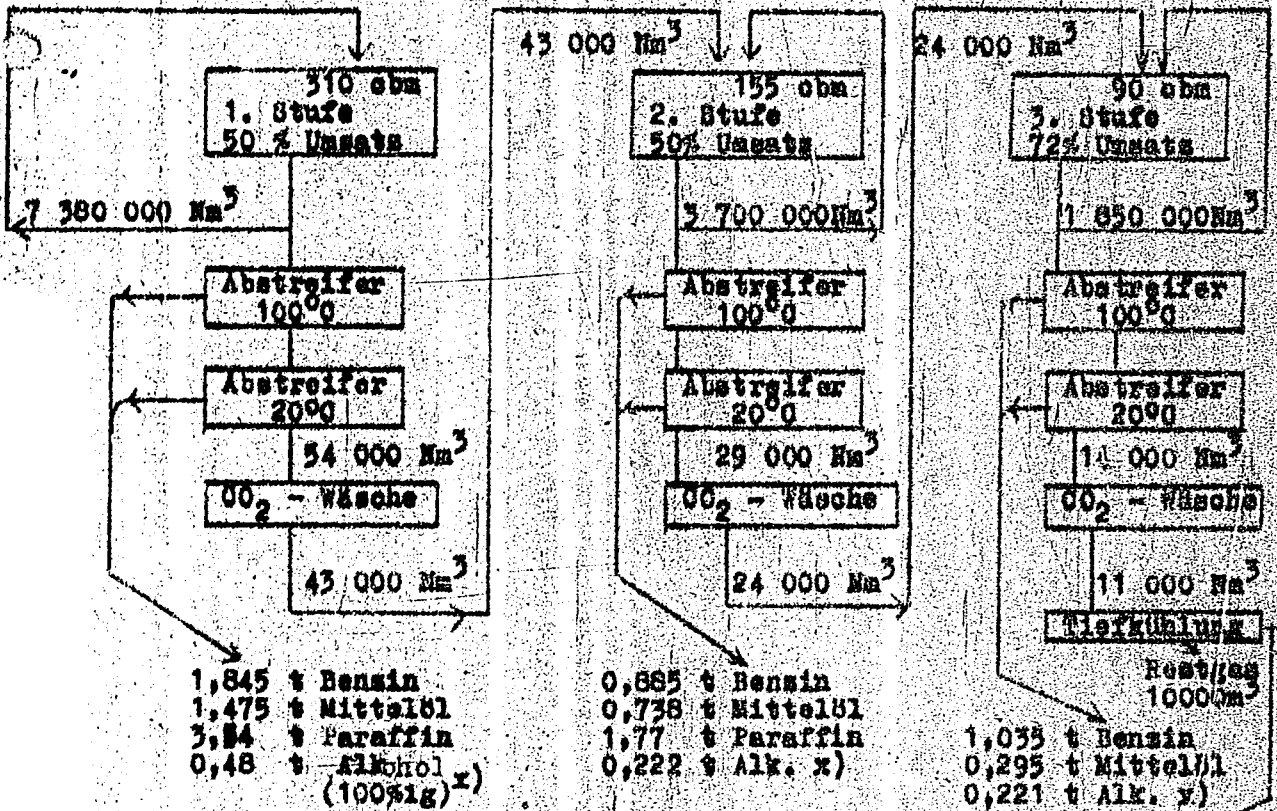 310 cbm
1. Stufe
50 % Umsatz
7 380 000 Nm³
Abstreifer
100°C
Abstreifer
20°C
54 000 Nm³
CO₂ - Wäsche
43 000 Nm³
1,845 t Benzin
1,475 t Mittelöl
3,54 t Paraffin
0,48 t Alkohol
(100%ig) x)
43 000 Nm³
155 cbm
2. Stufe
50% Umsatz
3 700 000Nm³
Abstreifer
100°C
Abstreifer
20°C
29 000 Nm³
CO₂ - Wäsche
24 000 Nm³
0,885 t Benzin
0,738 t Mittelöl
1,77 t Paraffin
0,222 t Alk. x)
24 000 Nm³
90 cbm
3. Stufe
72% Umsatz
1 850 000Nm³
Abstreifer
100°C
Abstreifer
20°C
000 Nm³
CO₂ - Wäsche
11 000 Nm³
Tiefkühlung
Restgas
10000m³
1,035 t Benzin
0,295 t Mittelöl
0,221 t Alk. x)